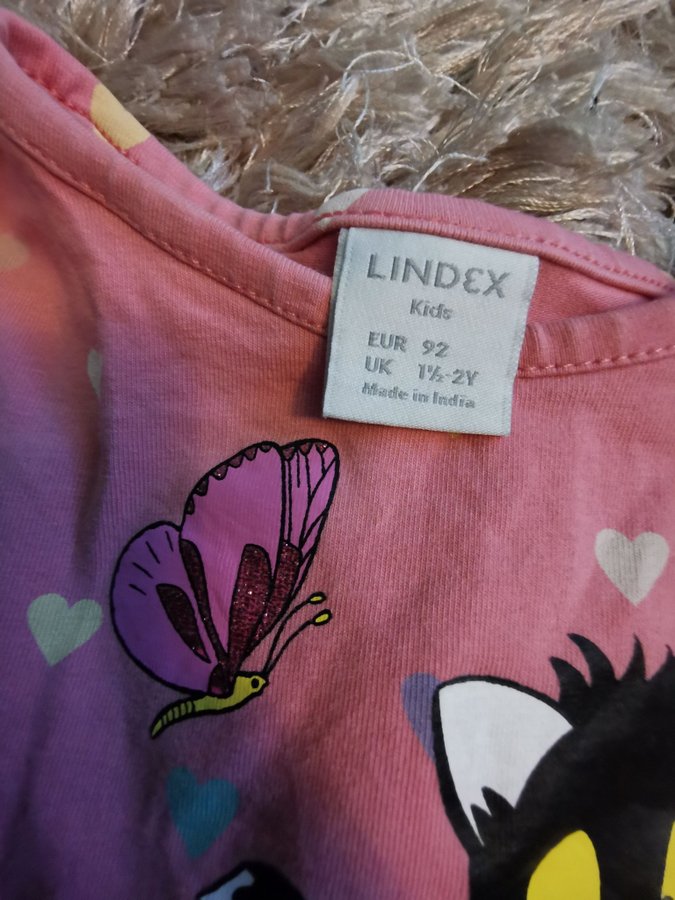 LINDEX
Kids
EUR 92
UK 1½-2Y
Made in India